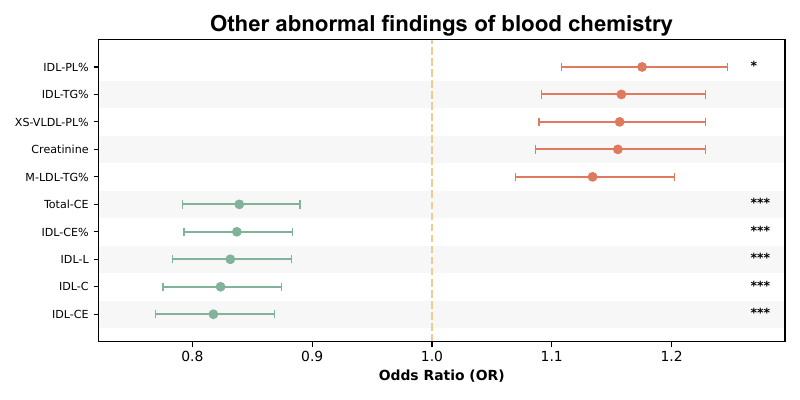 Other abnormal findings of blood chemistry
IDL-PL% *
IDL-TG%
XS-VLDL-PL%
Creatinine
M-LDL-TG%
Total-CE ***
IDL-CE% ***
IDL-L ***
IDL-C ***
IDL-CE ***
0.8 0.9 1.0 1.1 1.2
Odds Ratio (OR)